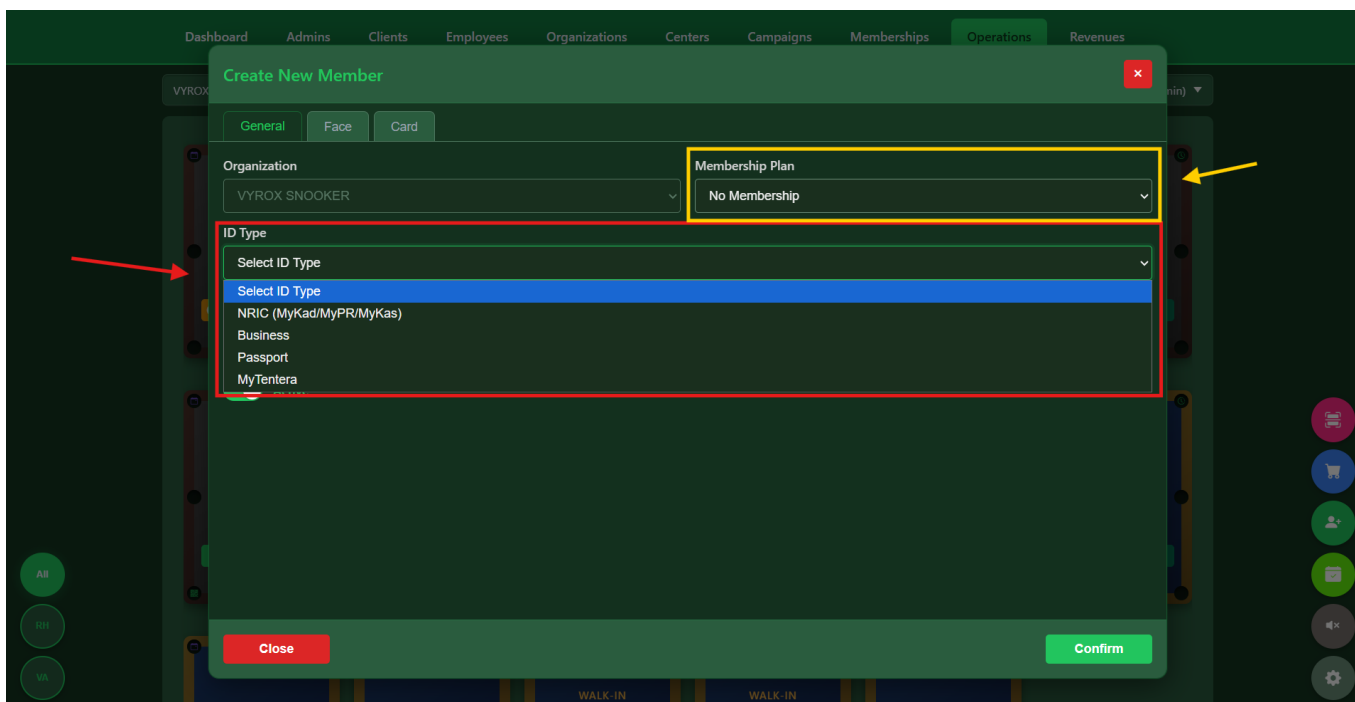 Dashboard Admins Clients Employees Organizations Centers Campaigns Memberships Operations Revenues
Create New Member
×
VYROX
min)
General Face Card
Organization
Membership Plan
VYROX SNOOKER
No Membership
ID Type
Select ID Type
Select ID Type
NRIC (MyKad/MyPR/MyKas)
Business
Passport
MyTentera
All
RH
VA
Close
Confirm
WALK-IN
WALK-IN